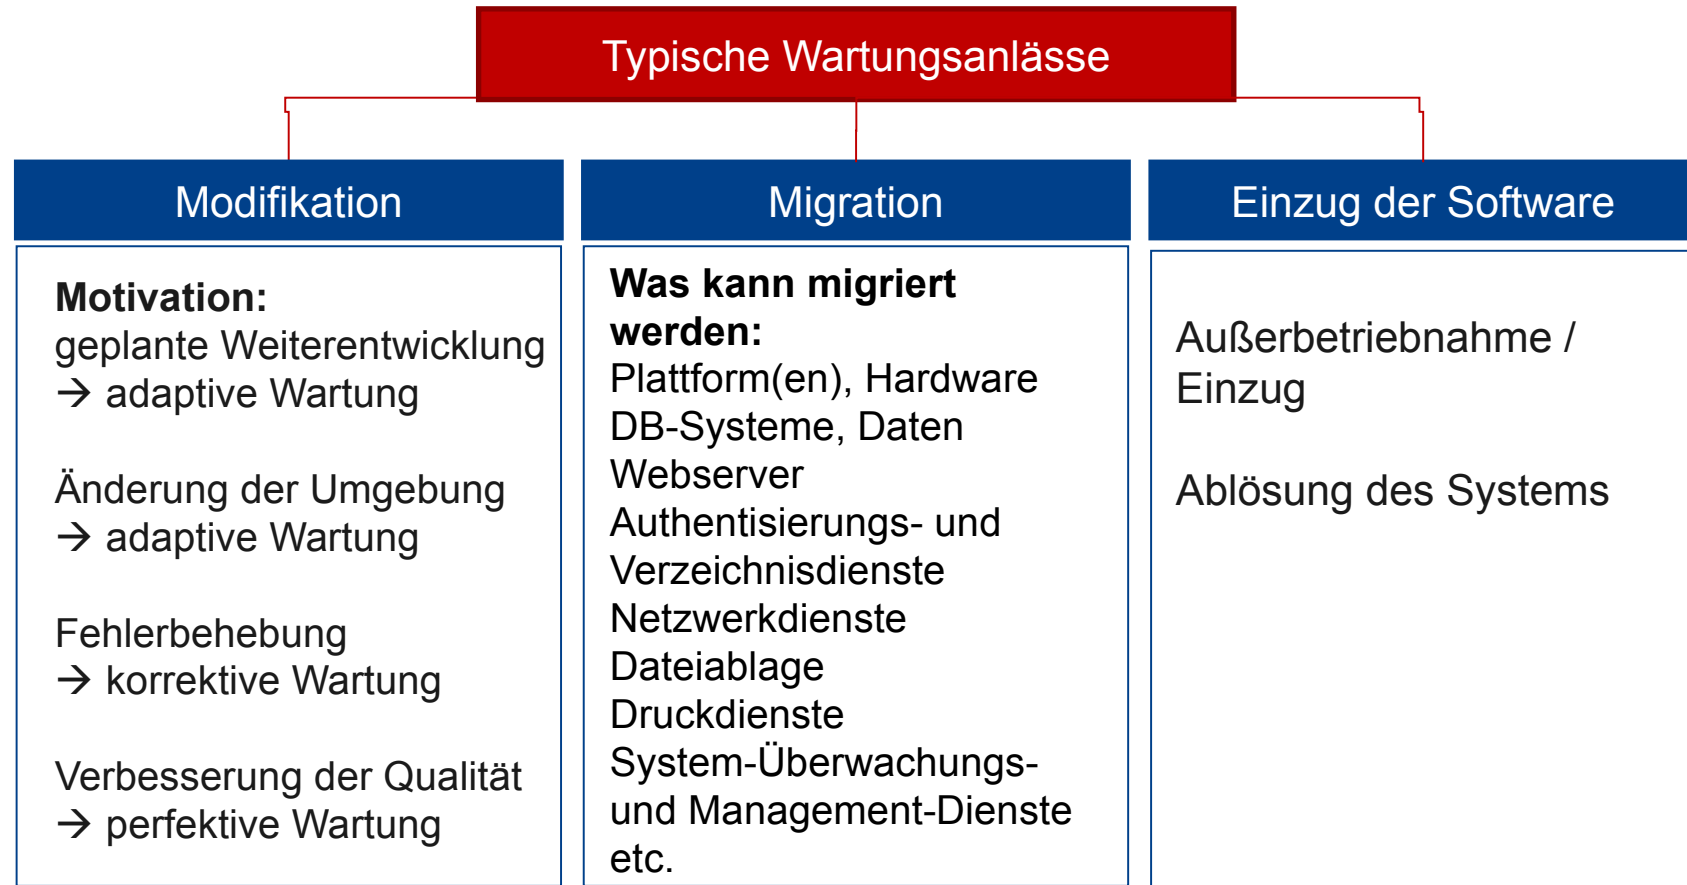 Typische Wartungsanlässe
Modifikation
Motivation:
geplante Weiterentwicklung
→ adaptive Wartung
Änderung der Umgebung
→ adaptive Wartung
Fehlerbehebung
→ korrektive Wartung
Verbesserung der Qualität
→ perfektive Wartung
Migration
Was kann migriert
werden:
Plattform(en), Hardware
DB-Systeme, Daten
Webserver
Authentisierungs- und
Verzeichnisdienste
Netzwerkdienste
Dateiablage
Druckdienste
System-Überwachungs-
und Management-Dienste
etc.
Einzug der Software
Außerbetriebnahme /
Einzug
Ablösung des Systems